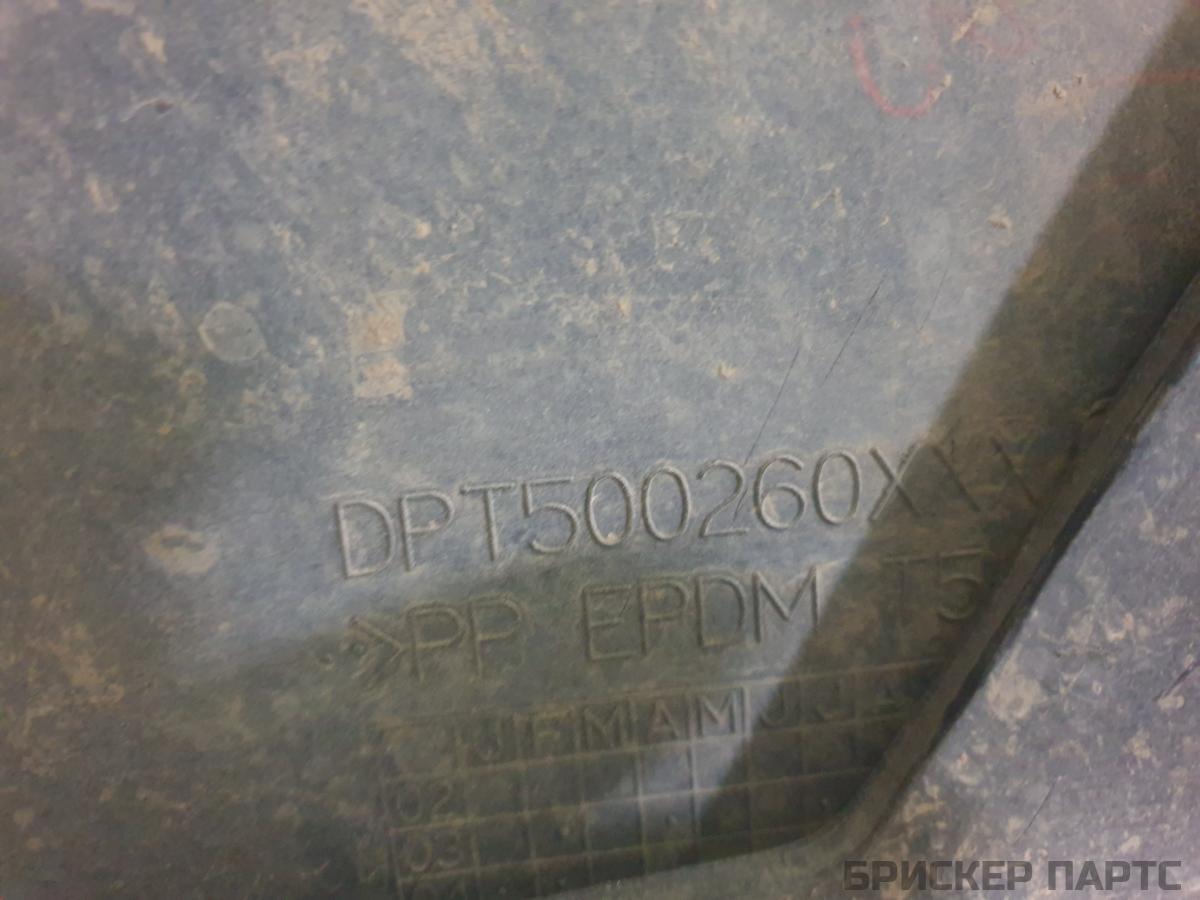 DPT500260XXX
>PP EPDM T5
J F M A M J J A
02
03
БРИСКЕР ПАРТС